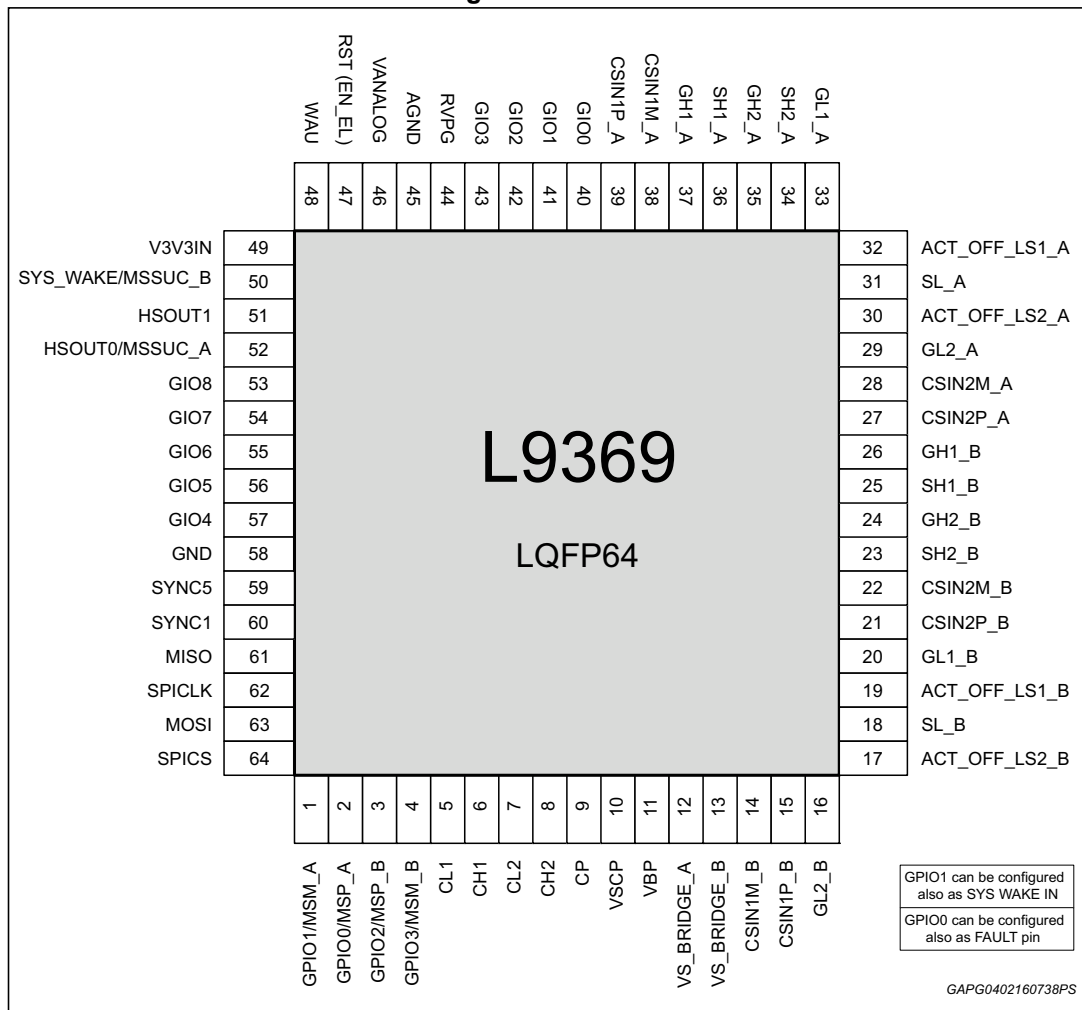 WAU
RST (EN_EL)
VANALOG
AGND
RVPG
GIO3
GIO2
GIO1
GIO0
CSIN1P_A
CSIN1M_A
GH1_A
SH1_A
GH2_A
SH2_A
GL1_A
48 47 46 45 44 43 42 41 40 39 38 37 36 35 34 33
V3V3IN 49
SYS_WAKE/MSSUC_B 50
HSOUT1 51
HSOUT0/MSSUC_A 52
GIO8 53
GIO7 54
GIO6 55
GIO5 56
GIO4 57
GND 58
SYNC5 59
SYNC1 60
MISO 61
SPICLK 62
MOSI 63
SPICS 64
L9369
LQFP64
32 ACT_OFF_LS1_A
31 SL_A
30 ACT_OFF_LS2_A
29 GL2_A
28 CSIN2M_A
27 CSIN2P_A
26 GH1_B
25 SH1_B
24 GH2_B
23 SH2_B
22 CSIN2M_B
21 CSIN2P_B
20 GL1_B
19 ACT_OFF_LS1_B
18 SL_B
17 ACT_OFF_LS2_B
1 2 3 4 5 6 7 8 9 10 11 12 13 14 15 16
GPIO1/MSM_A
GPIO0/MSP_A
GPIO2/MSP_B
GPIO3/MSM_B
CL1
CH1
CL2
CH2
CP
VSCP
VBP
VS_BRIDGE_A
VS_BRIDGE_B
CSIN1M_B
CSIN1P_B
GL2_B
GPIO1 can be configured
also as SYS WAKE IN
GPIO0 can be configured
also as FAULT pin
GAPG0402160738PS